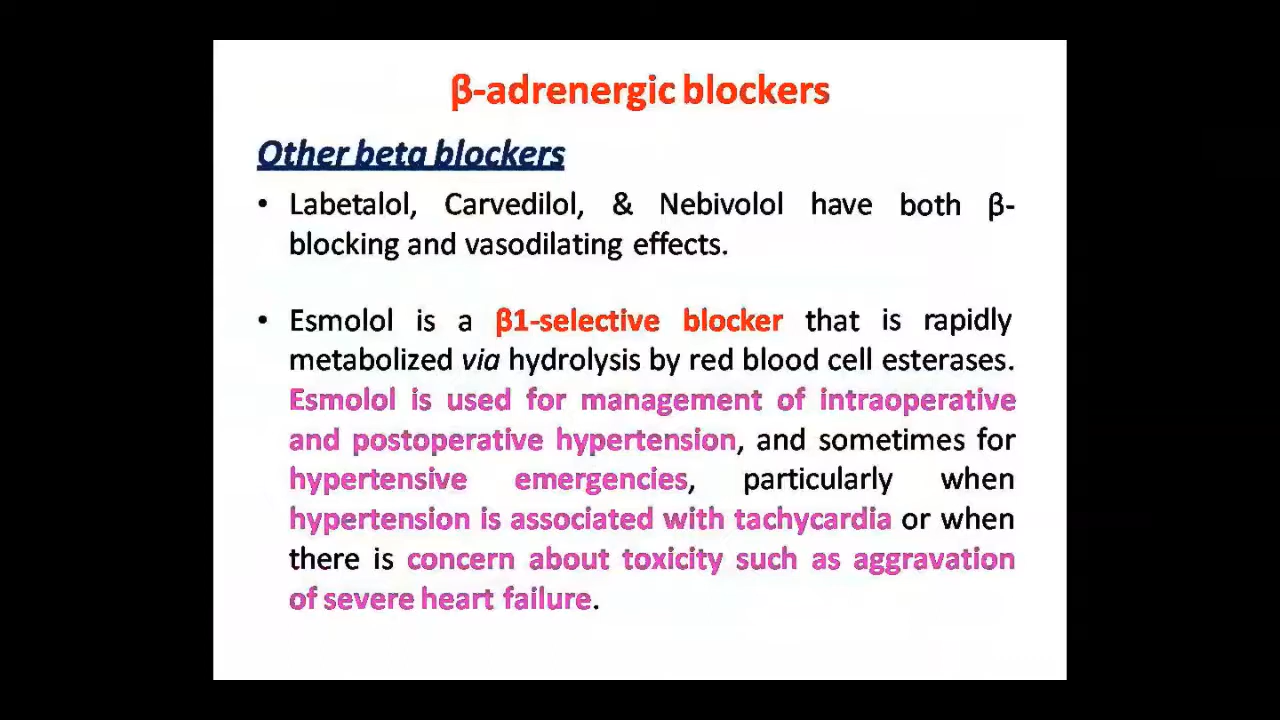 β-adrenergic blockers
Other beta blockers
• Labetalol, Carvedilol, & Nebivolol have both β-
blocking and vasodilating effects.
• Esmolol is a β1-selective blocker that is rapidly
metabolized via hydrolysis by red blood cell esterases.
Esmolol is used for management of intraoperative
and postoperative hypertension, and sometimes for
hypertensive emergencies, particularly when
hypertension is associated with tachycardia or when
there is concern about toxicity such as aggravation
of severe heart failure.